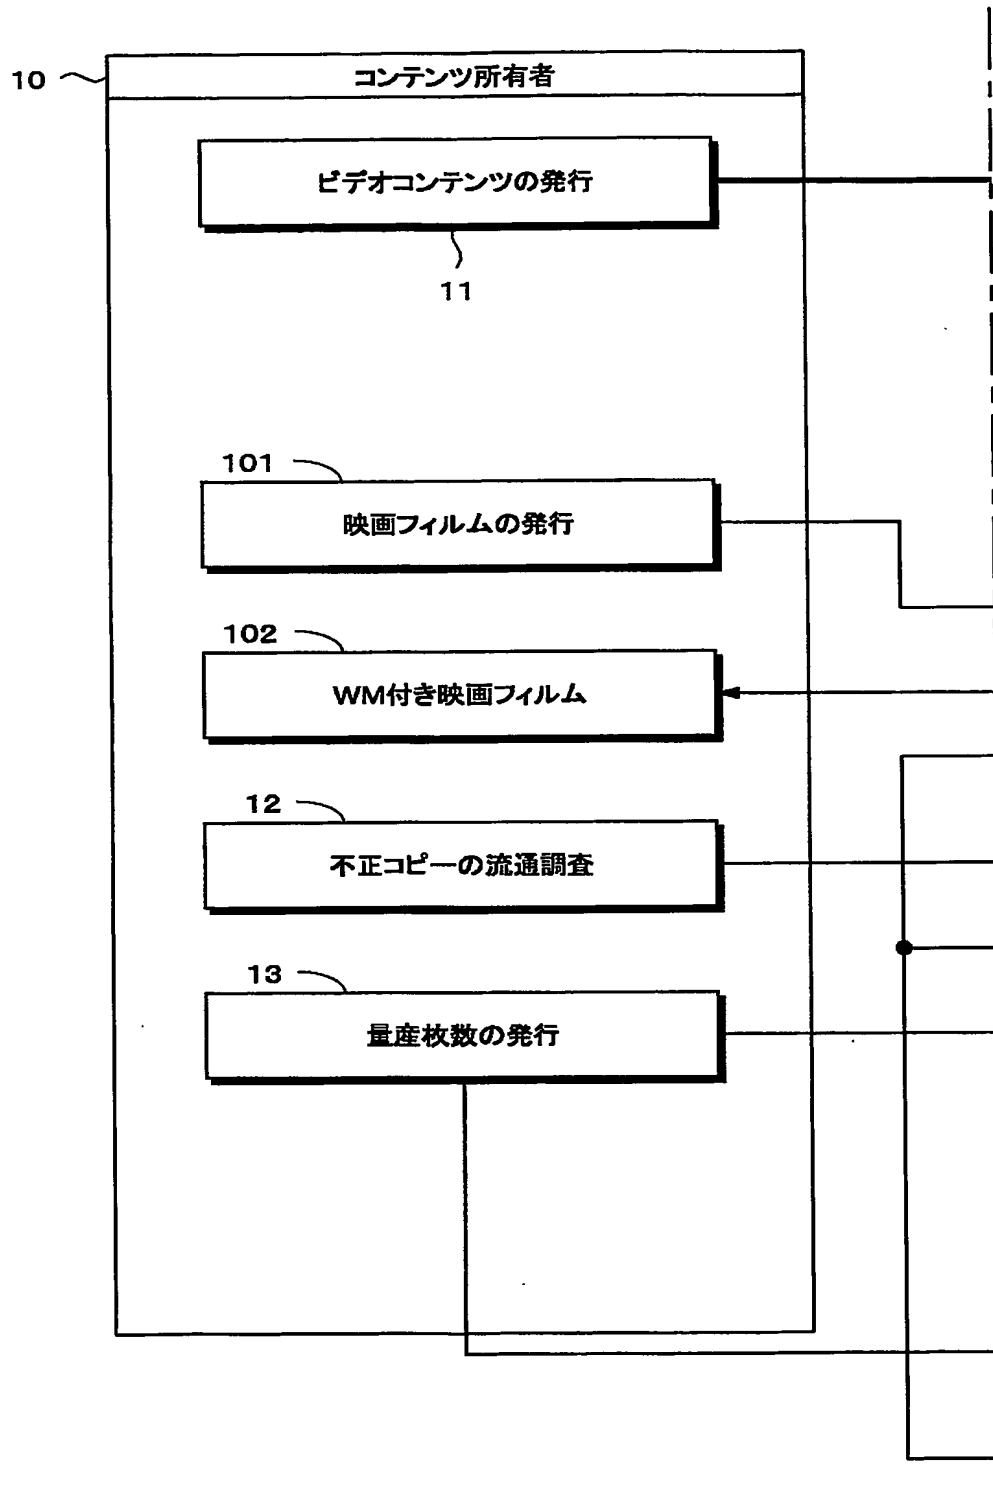 10
コンテンツ所有者
ビデオコンテンツの発行
11
101
映画フィルムの発行
102
WM付き映画フィルム
12
不正コピーの流通調査
13
量産枚数の発行